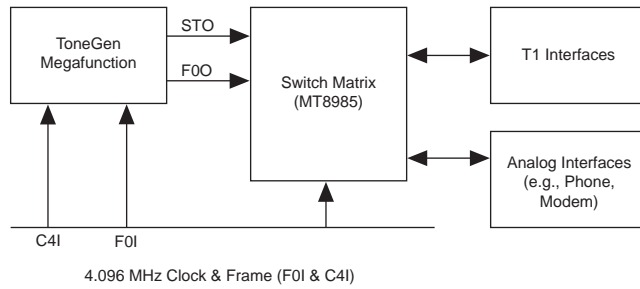 ToneGen
Megafunction
STO
F0O
Switch Matrix
(MT8985)
T1 Interfaces
Analog Interfaces
(e.g., Phone,
Modem)
C4I
F0I
4.096 MHz Clock & Frame (F0I & C4I)